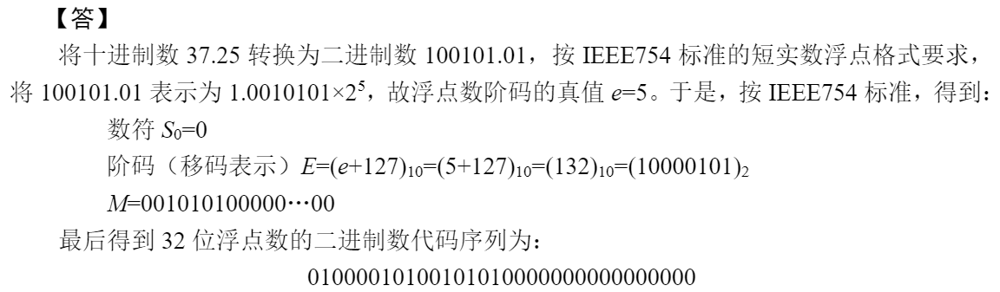 【答】
将十进制数 37.25 转换为二进制数 100101.01，按 IEEE754 标准的短实数浮点格式要求，
将 100101.01 表示为 1.0010101×2⁵，故浮点数阶码的真值 e=5。于是，按 IEEE754 标准，得到：
数符 S₀=0
阶码（移码表示）E=(e+127)₁₀=(5+127)₁₀=(132)₁₀=(10000101)₂
M=001010100000⋯00
最后得到 32 位浮点数的二进制数代码序列为：
01000010100101010000000000000000